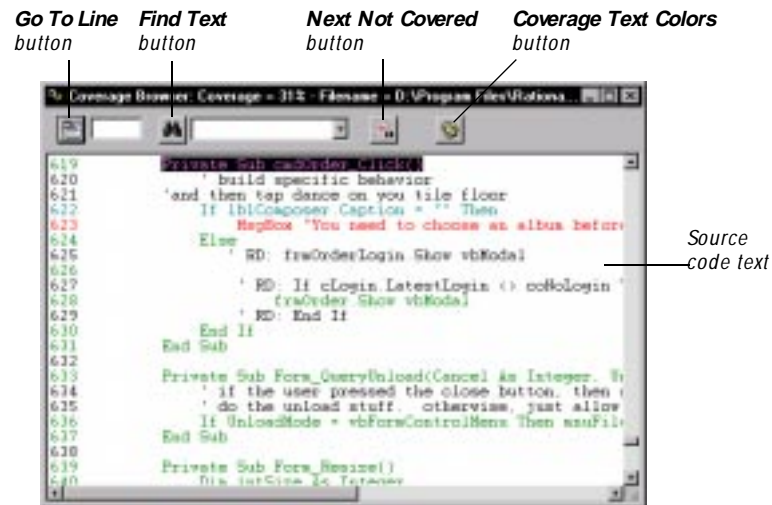 Go To Line
button
Find Text
button
Next Not Covered
button
Coverage Text Colors
button
Coverage Browser: Coverage = 31% - Filename = D:\Program Files\Rationa...
619 Private Sub cmdOrder_Click()
620 ' build specific behavior
621 'and then tap dance on you tile floor
622 If lblComposer.Caption = "" Then
623 MsgBox "You need to choose an album before
624 Else
625 ' RD: frmOrderLogin.Show vbModal
626
627 ' RD: If cLogin.LatestLogin <> coNoLogin
628 frmOrder.Show vbModal
629 ' RD: End If
630 End If
631 End Sub
632
633 Private Sub Form_QueryUnload(Cancel As Integer, Un
634 ' if the user pressed the close button, then
635 ' do the unload stuff. otherwise, just allow
636 If UnloadMode = vbFormControlMenu Then mnuFile
637 End Sub
638
639 Private Sub Form_Resize()
640 Dim intSize As Integer
Source
code text